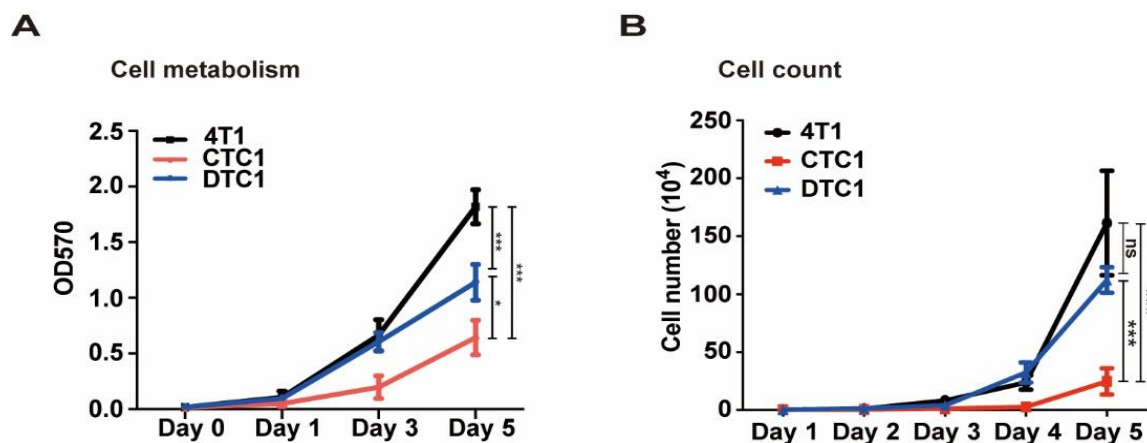 A
Cell metabolism
OD570
2.5
2.0
1.5
1.0
0.5
0.0
4T1
CTC1
DTC1
***
*
***
Day 0 Day 1 Day 3 Day 5
B
Cell count
Cell number (10⁴)
250
200
150
100
50
0
4T1
CTC1
DTC1
ns
***
Day 1 Day 2 Day 3 Day 4 Day 5